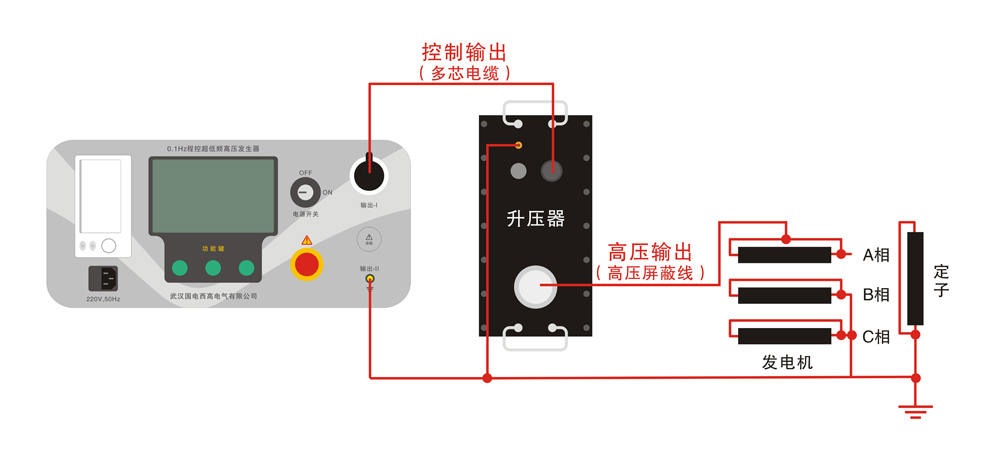 控制输出
（多芯电缆）
0.1Hz程控超低频高压发生器
OFF
ON
电源开关
输出-I
功能键
输出-II
220V,50Hz
武汉国电西高电气有限公司
升压器
高压输出
（高压屏蔽线）
A相
B相
C相
定子
发电机